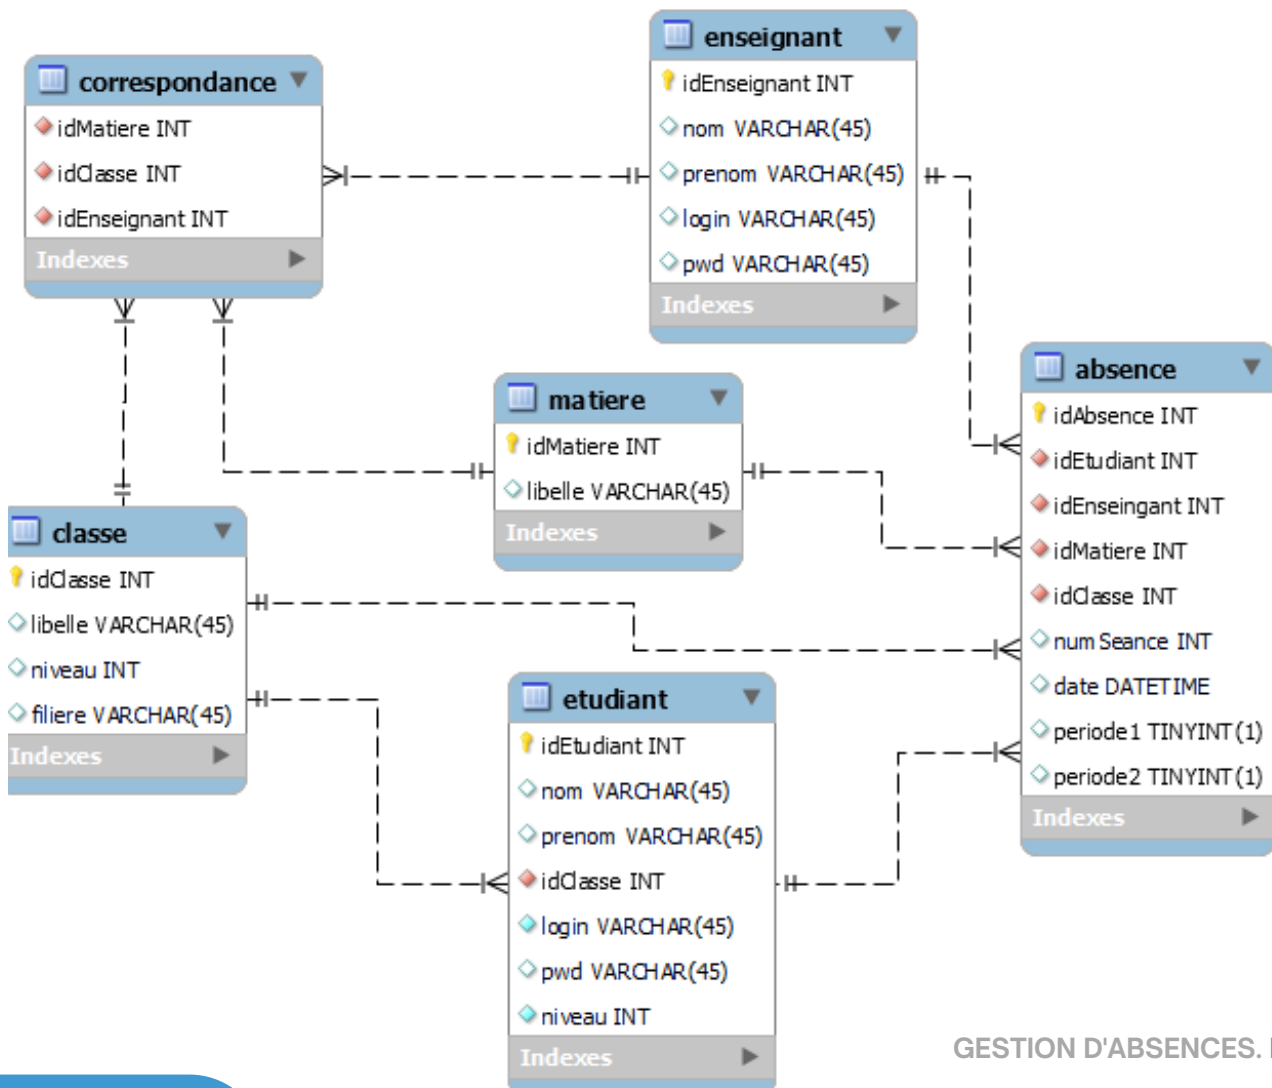 correspondance
idMatiere INT
idClasse INT
idEnseignant INT
Indexes
enseignant
idEnseignant INT
nom VARCHAR(45)
prenom VARCHAR(45)
login VARCHAR(45)
pwd VARCHAR(45)
Indexes
matiere
idMatiere INT
libelle VARCHAR(45)
Indexes
absence
idAbsence INT
idEtudiant INT
idEnseingant INT
idMatiere INT
idClasse INT
numSeance INT
date DATETIME
periode1 TINYINT(1)
periode2 TINYINT(1)
Indexes
classe
idClasse INT
libelle VARCHAR(45)
niveau INT
filiere VARCHAR(45)
Indexes
etudiant
idEtudiant INT
nom VARCHAR(45)
prenom VARCHAR(45)
idClasse INT
login VARCHAR(45)
pwd VARCHAR(45)
niveau INT
Indexes
GESTION D'ABSENCES.